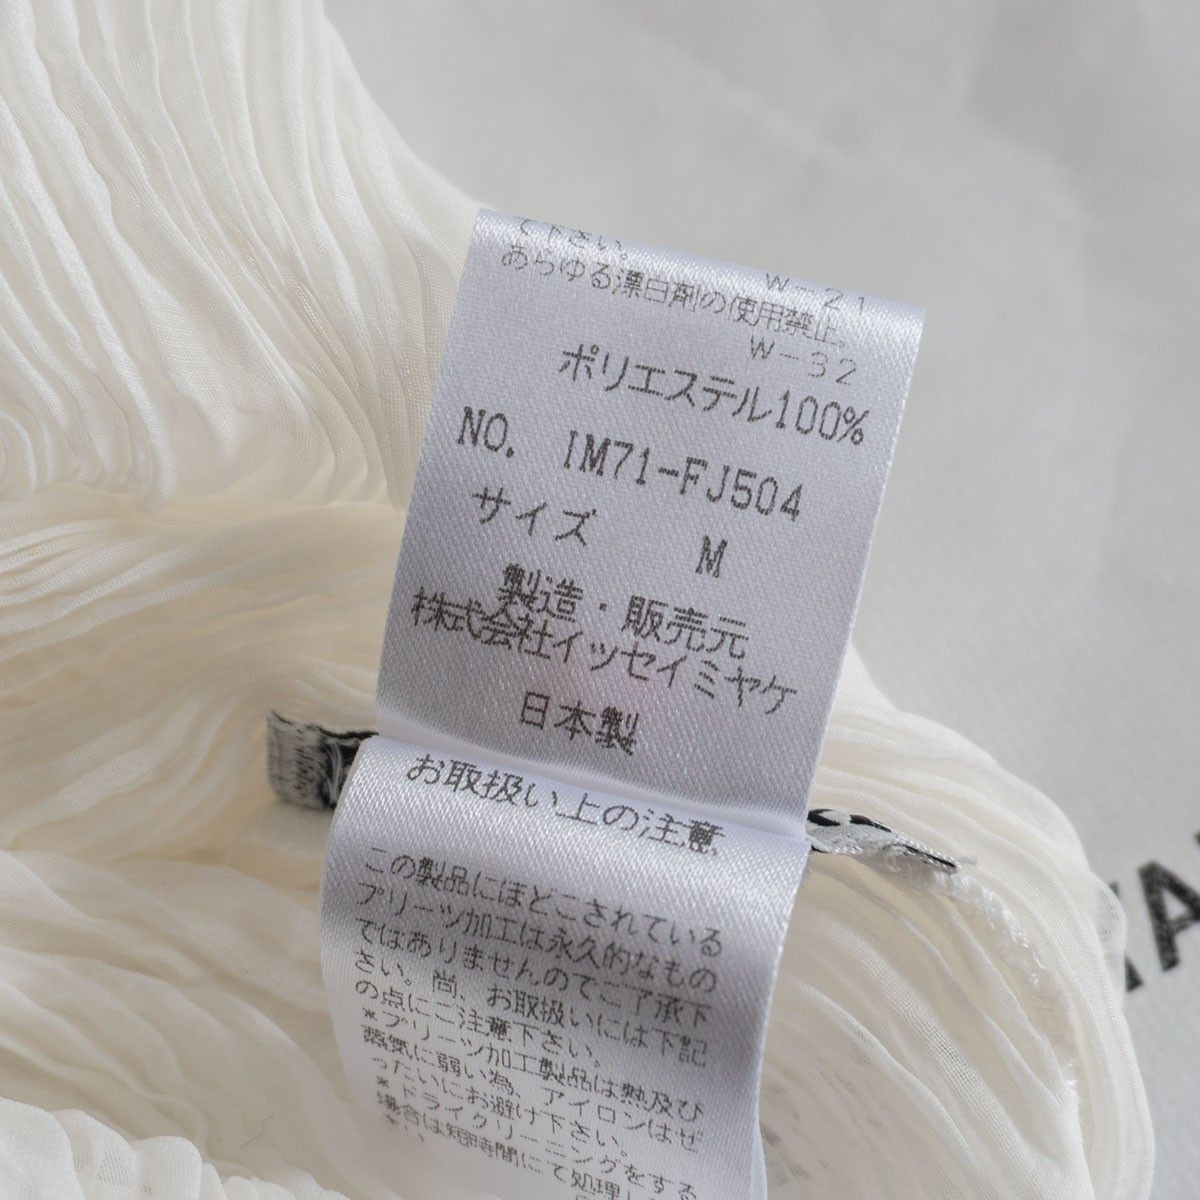 て下さい。
W-21
あらゆる漂白剤の使用禁止。
W-32
ポリエステル100%
NO. IM71-FJ504
サイズ M
製造・販売元
株式会社イッセイミヤケ
日本製
お取扱い上の注意
この製品にほどこされている
プリーツ加工は永久的なもの
ではありませんのでご了承下
さい。尚、お取扱いには下記
の点にご注意下さい。
*プリーツ加工製品は熱及び
蒸気に弱い為、アイロンはぜ
ったいにお避け下さい。
*ドライクリーニングをする
場合は短時間にて処理し